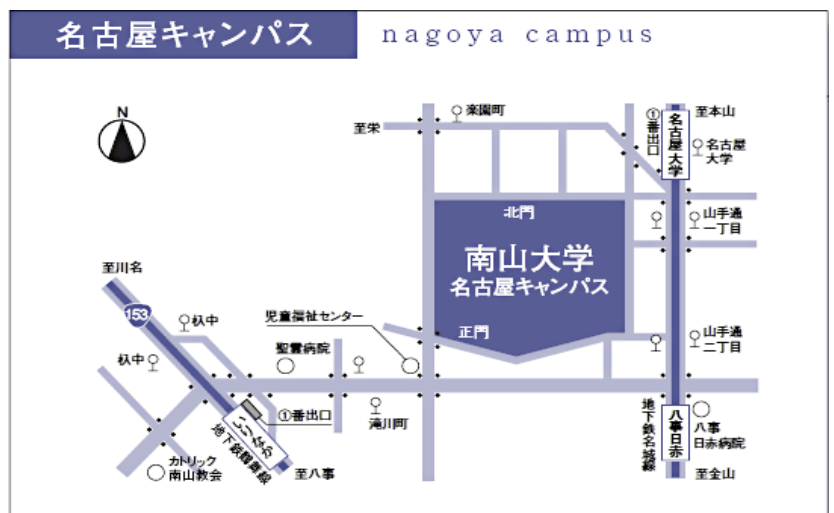 名古屋キャンパス
nagoya campus
N
楽園町
至栄
①番出口
名古屋大学
至本山
名古屋
大学
北門
山手通
一丁目
南山大学
名古屋キャンパス
至川名
153
杁中
児童福祉センター
正門
山手通
二丁目
聖霊病院
杁中
①番出口
滝川町
いりなか
地下鉄鶴舞線
地下鉄名城線
八事日赤
八事
日赤病院
カトリック
南山教会
至八事
至金山